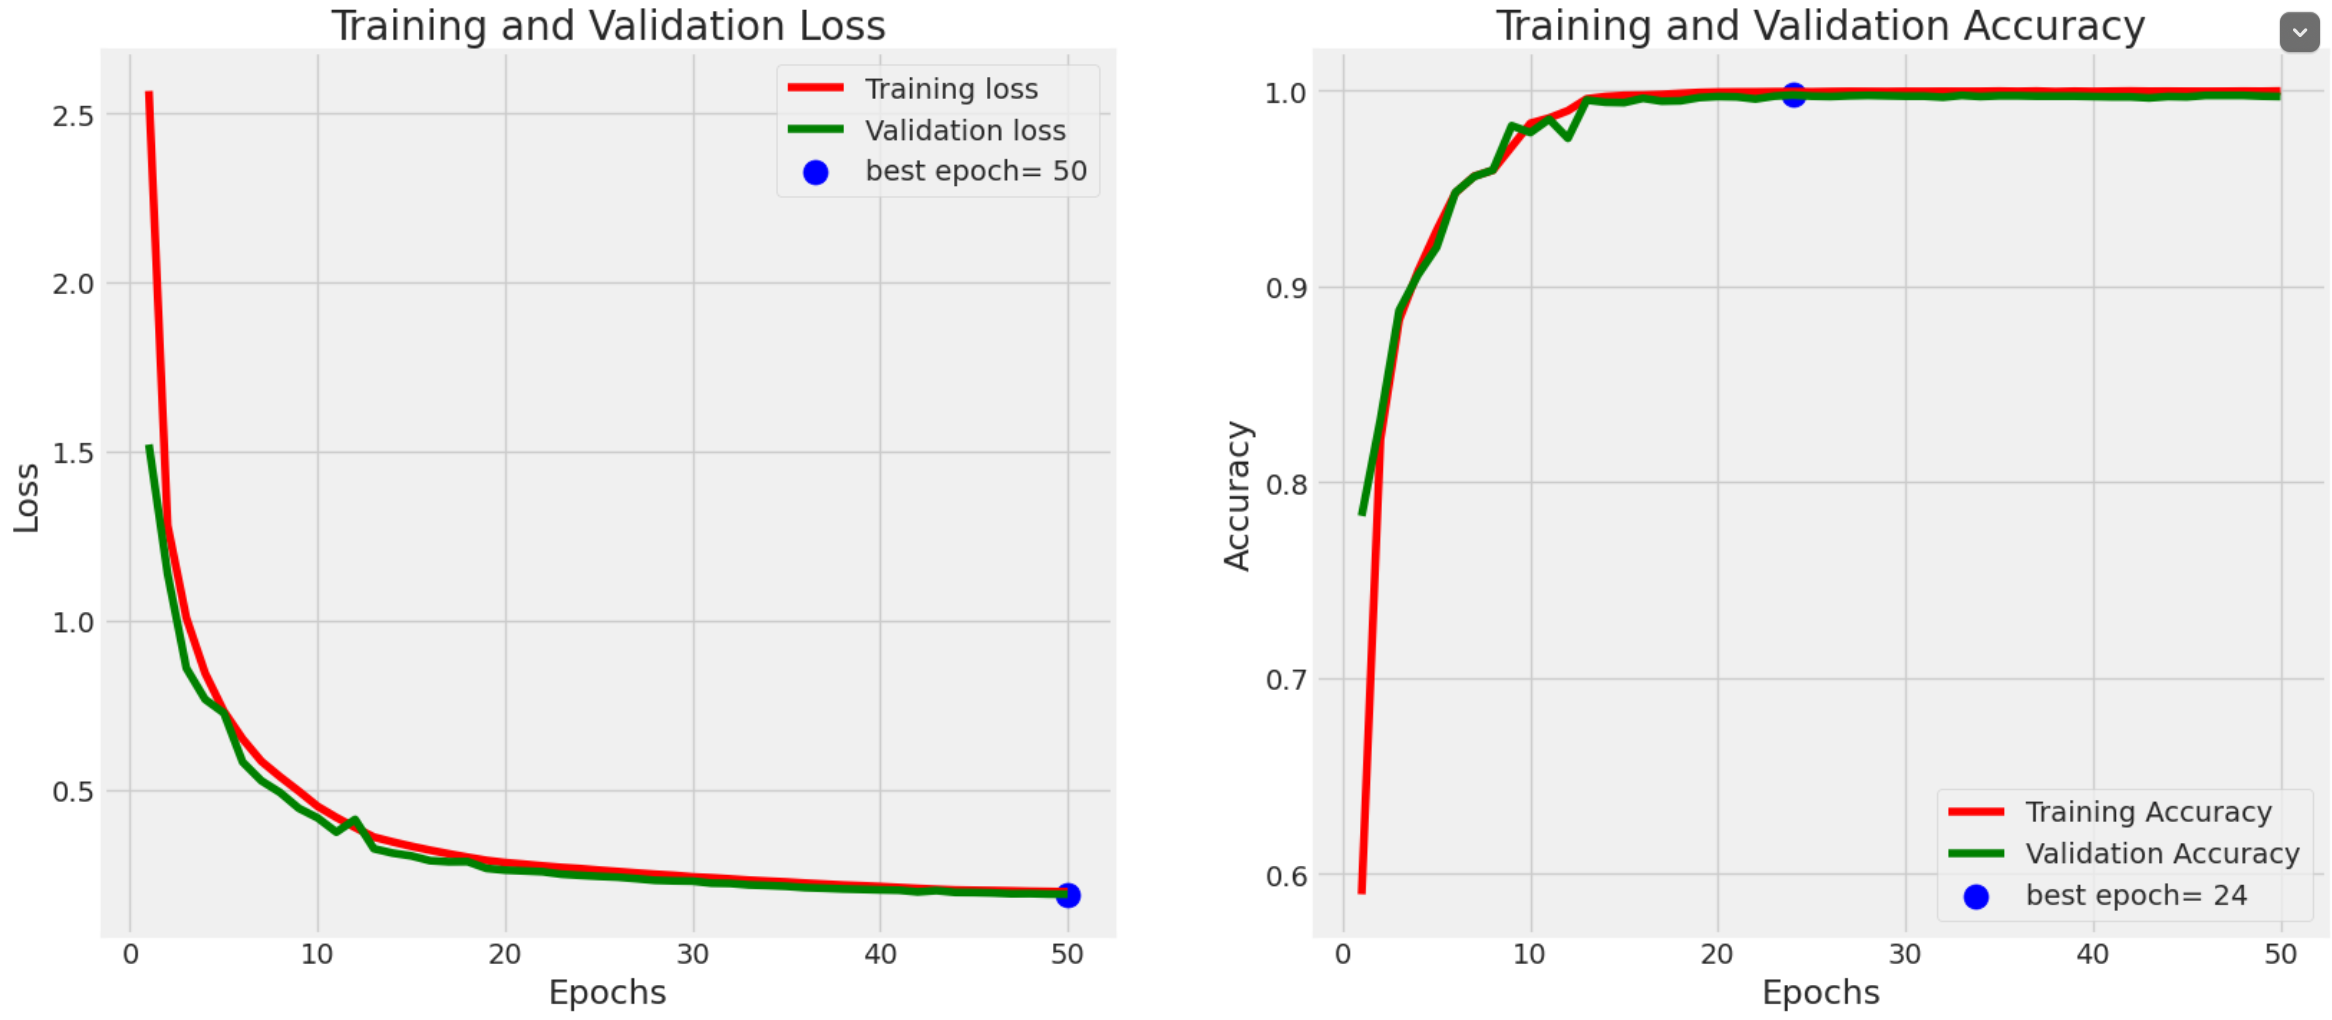 Training and Validation Loss
Training loss
Validation loss
best epoch= 50
2.5
2.0
1.5
1.0
0.5
Loss
0 10 20 30 40 50
Epochs
Training and Validation Accuracy
1.0
0.9
0.8
0.7
0.6
Accuracy
Training Accuracy
Validation Accuracy
best epoch= 24
0 10 20 30 40 50
Epochs